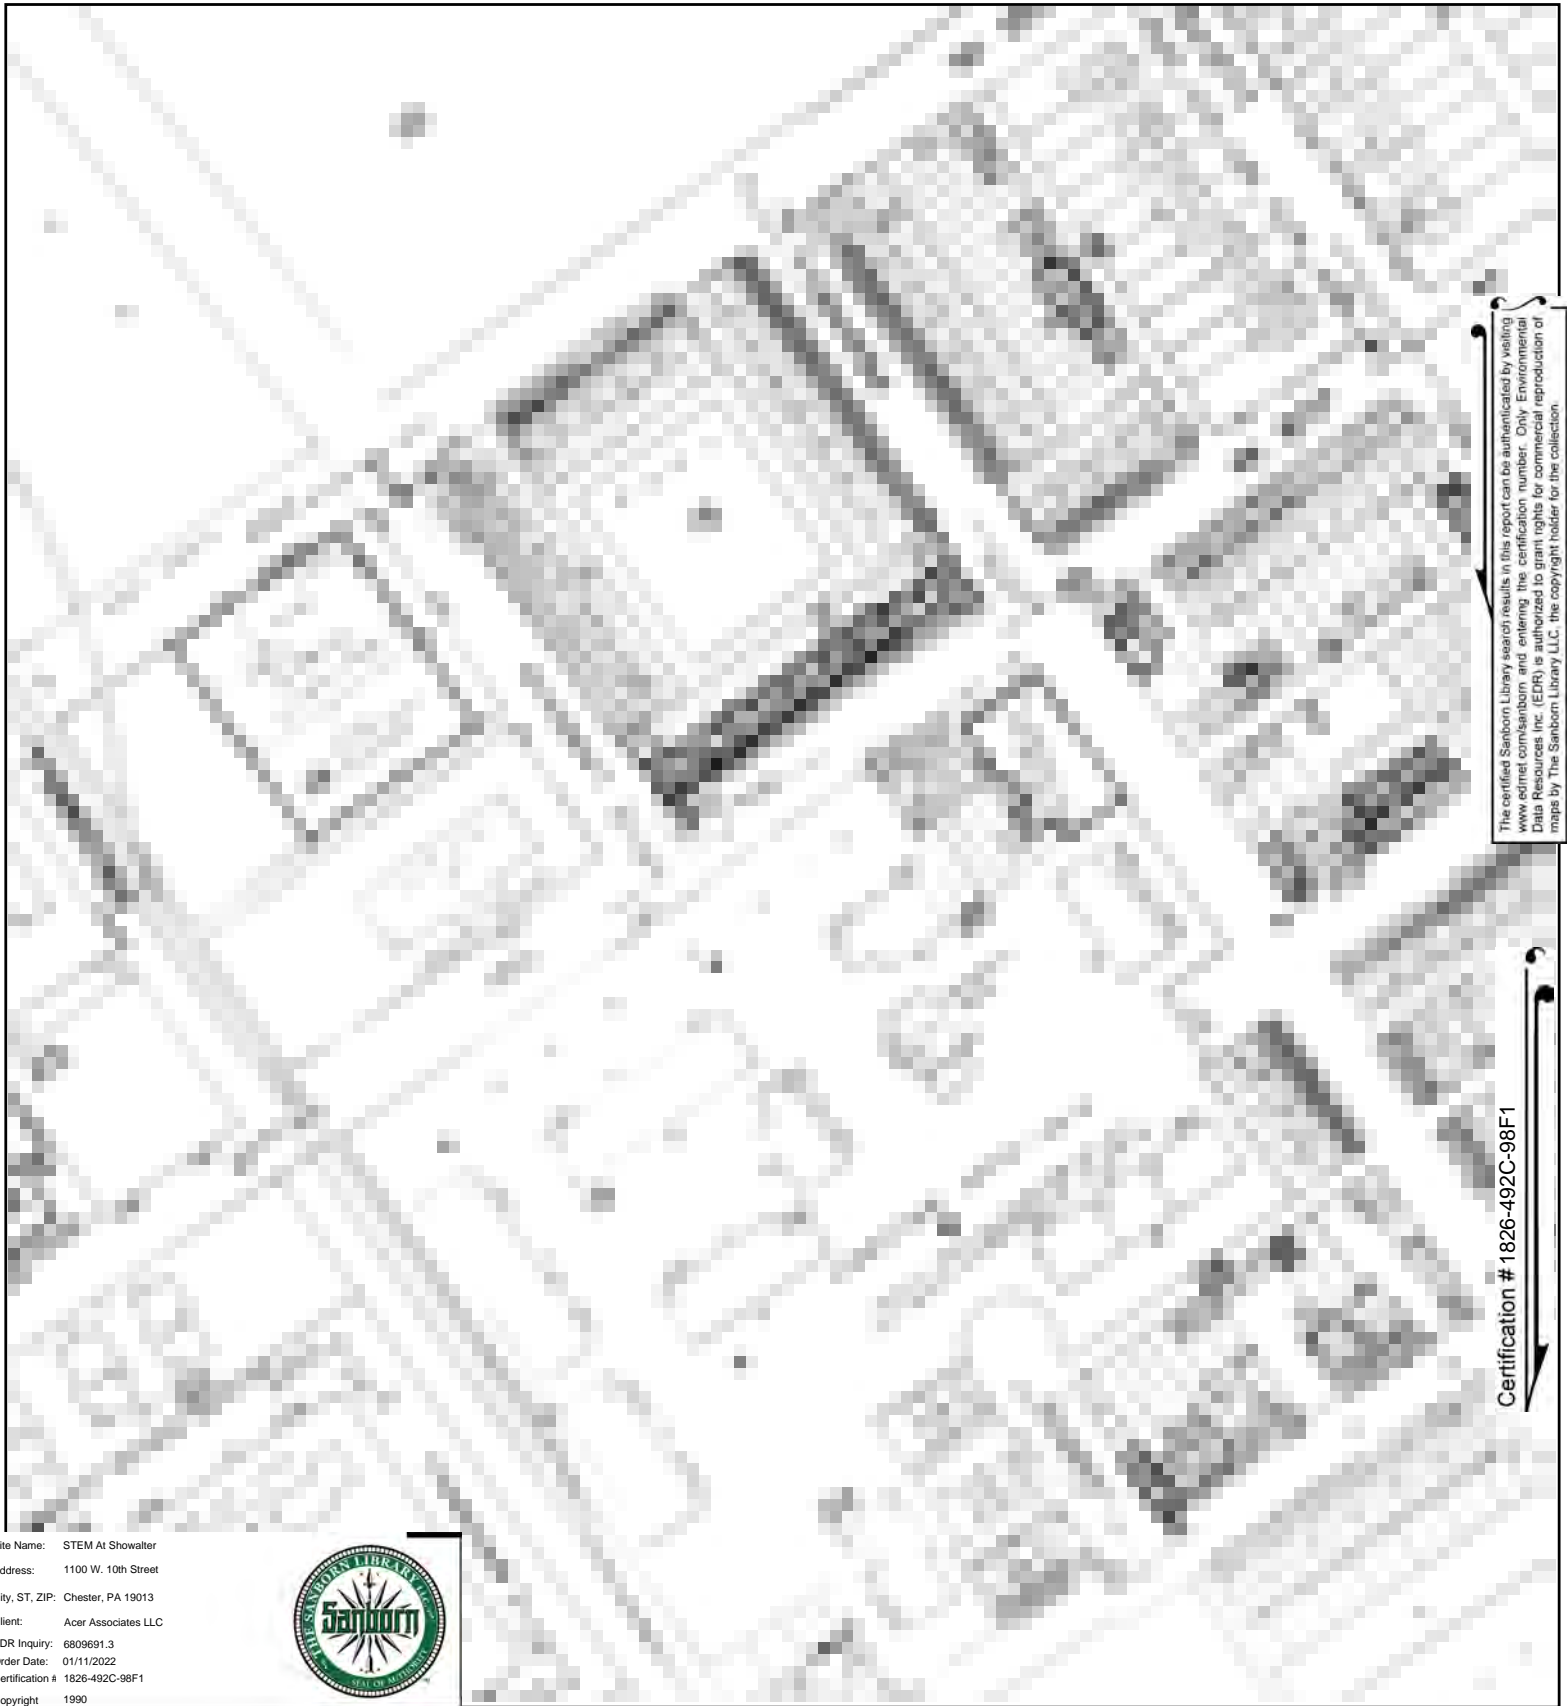 The certified Sanborn Library search results in this report can be authenticated by visiting
www.edrnet.com/sanborn and entering the certification number. Only Environmental
Data Resources Inc. (EDR) is authorized to grant rights for commercial reproduction of
maps by The Sanborn Library LLC, the copyright holder for the collection.
Certification # 1826-492C-98F1
ite Name: STEM At Showalter
ddress: 1100 W. 10th Street
ity, ST, ZIP: Chester, PA 19013
lient: Acer Associates LLC
DR Inquiry: 6809691.3
rder Date: 01/11/2022
ertification # 1826-492C-98F1
opyright 1990
THE SANBORN LIBRARY LLC
Sanborn
SEAL OF AUTHORITY